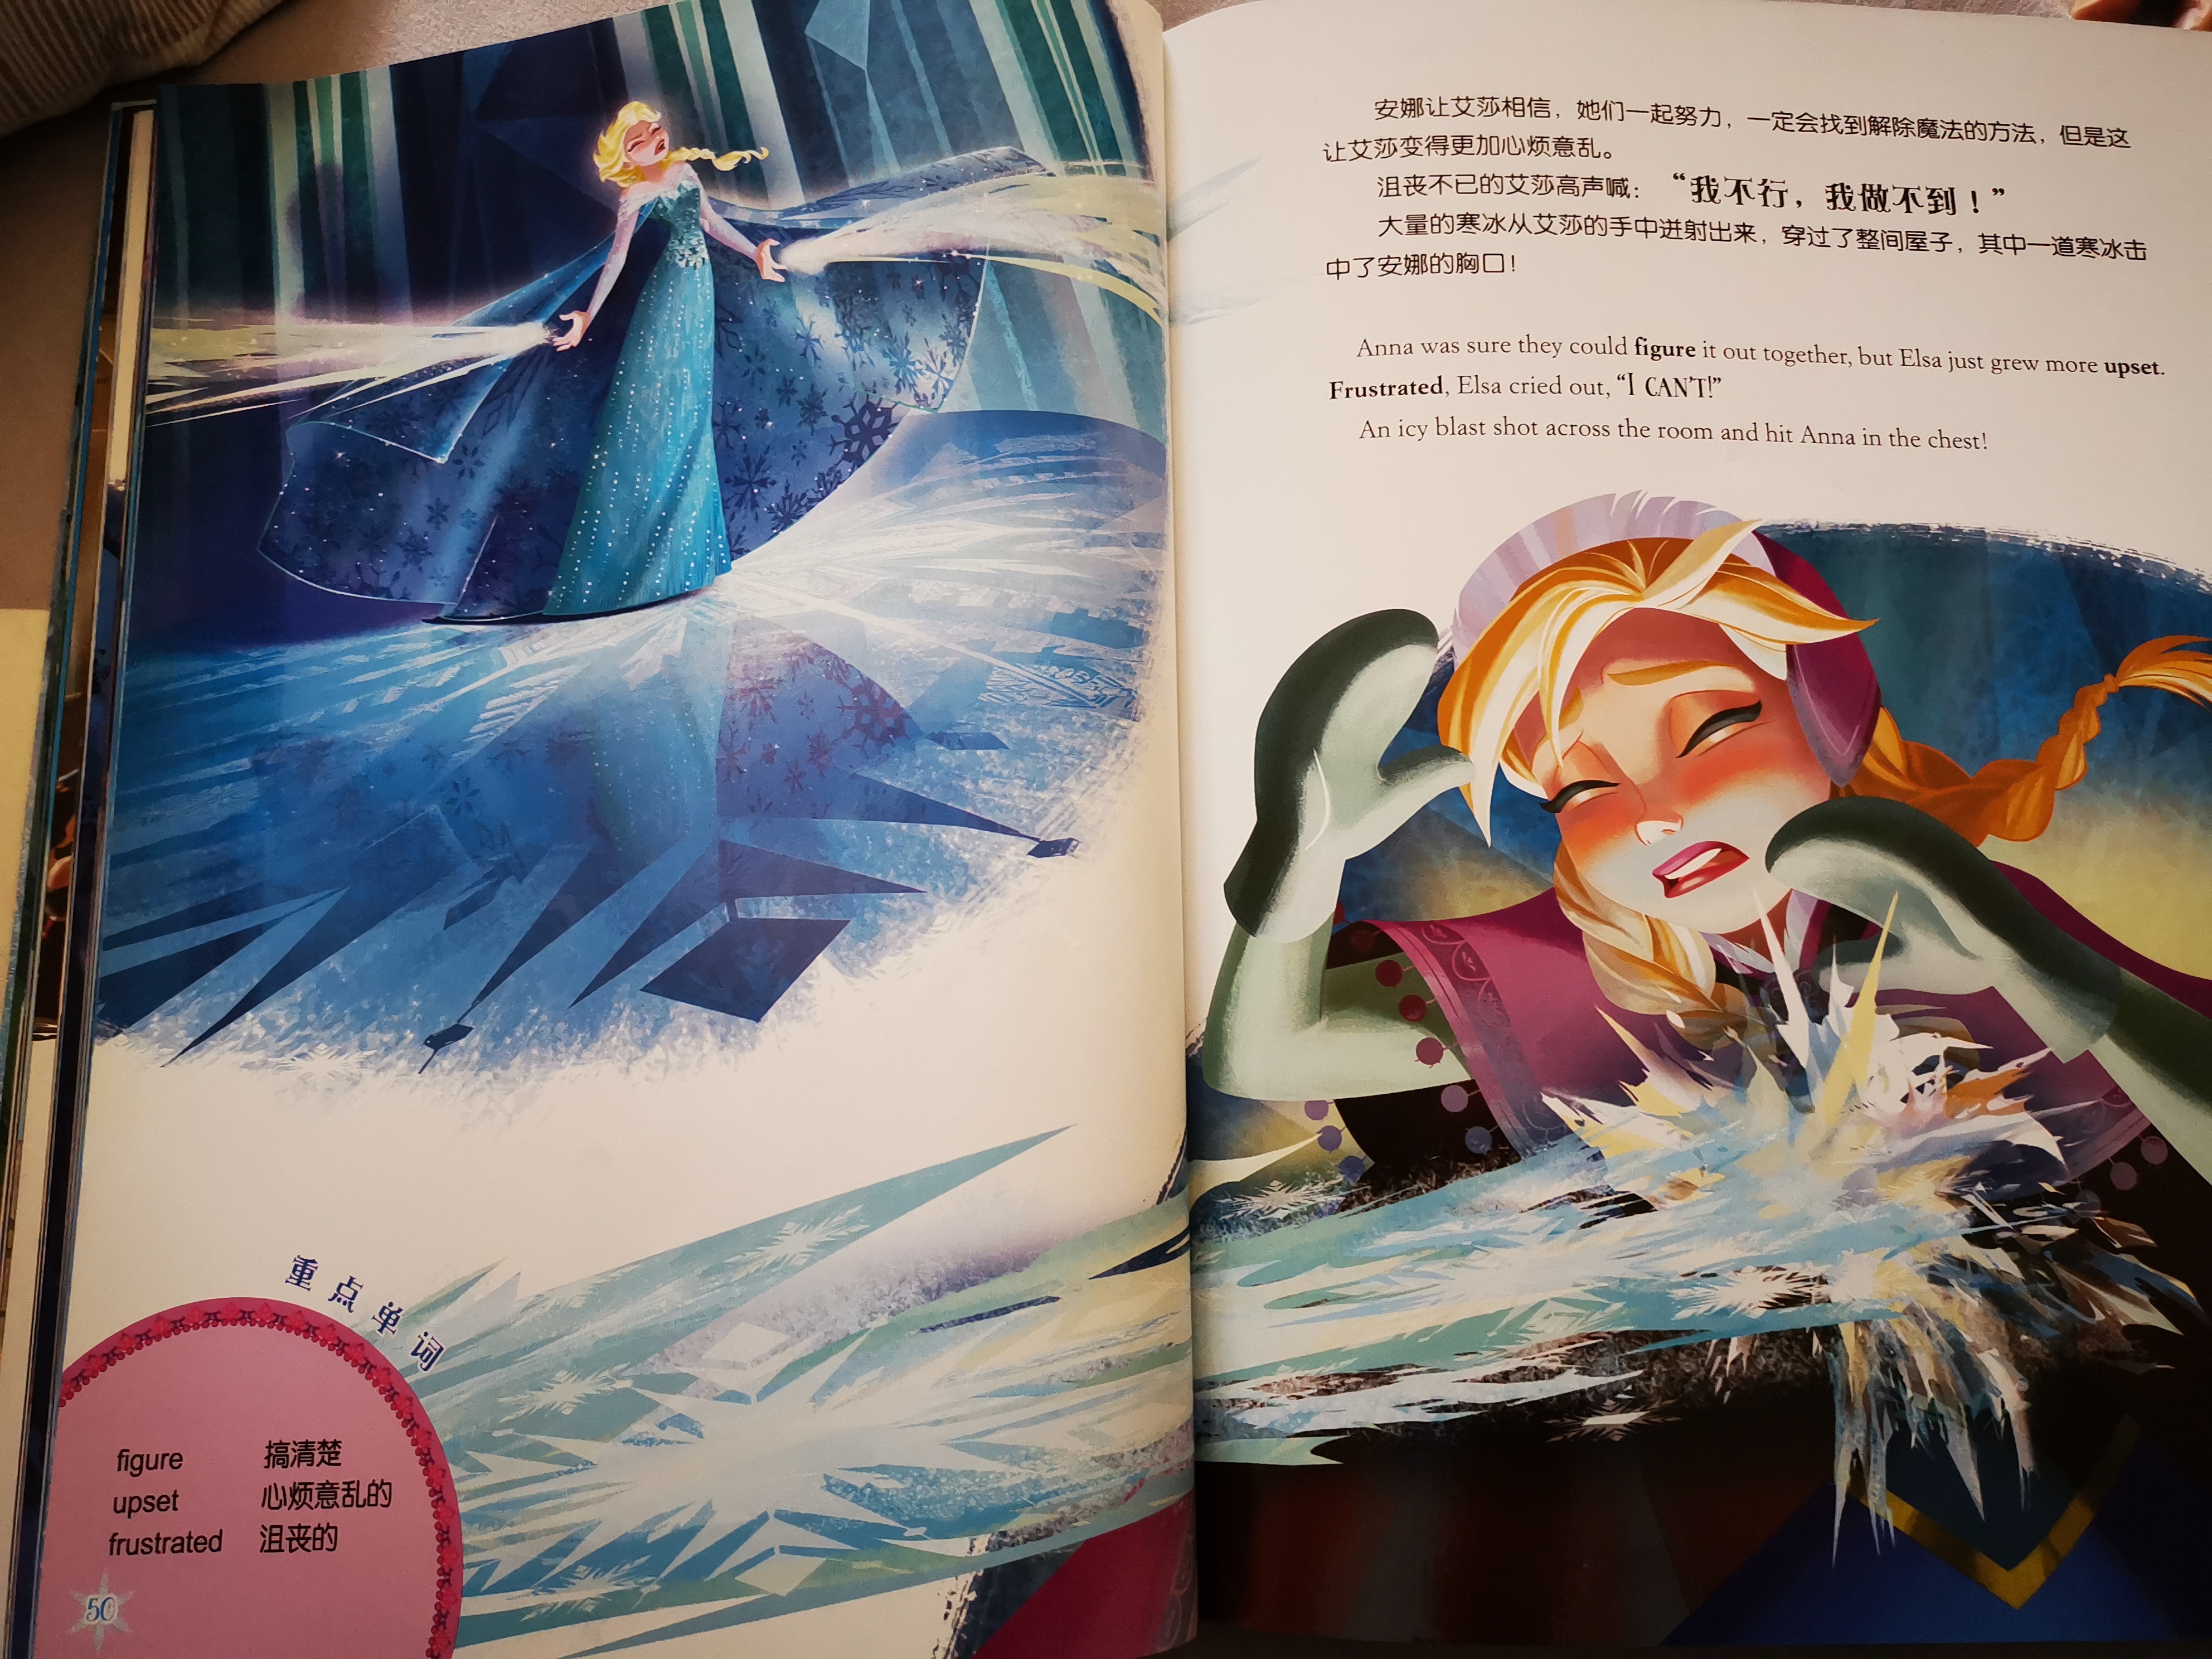 重点单词
figure 搞清楚
upset 心烦意乱的
frustrated 沮丧的
50
安娜让艾莎相信，她们一起努力，一定会找到解除魔法的方法，但是这
让艾莎变得更加心烦意乱。
沮丧不已的艾莎高声喊：“我不行，我做不到！”
大量的寒冰从艾莎的手中迸射出来，穿过了整间屋子，其中一道寒冰击
中了安娜的胸口！
Anna was sure they could figure it out together, but Elsa just grew more upset.
Frustrated, Elsa cried out, “I CAN'T!”
An icy blast shot across the room and hit Anna in the chest!